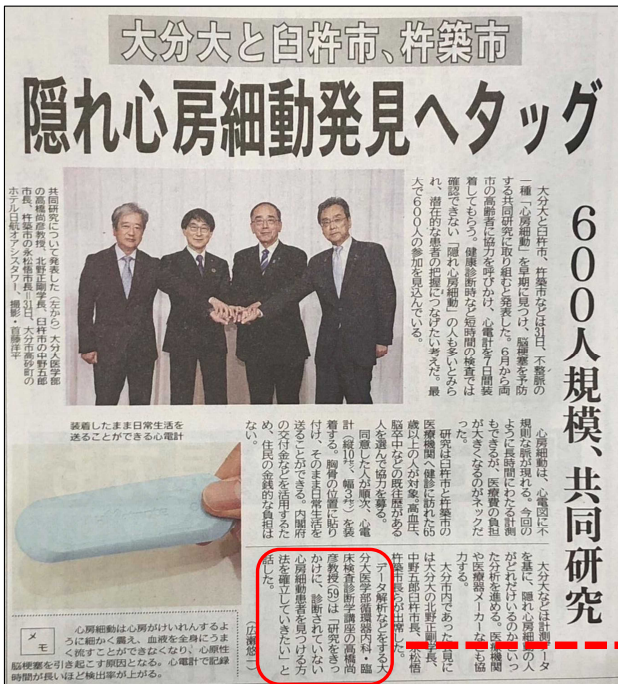 大分大と臼杵市、杵築市
隠れ心房細動発見へタッグ
600人規模、共同研究
大分大と臼杵市、杵築市などは31日、不整脈の
一種「心房細動」を早期に見つけ、脳梗塞を予防
する共同研究に取り組むと発表した。6月から両
市の高齢者に協力を呼びかけ、心電計を7日間装
着してもらう。健康診断時など短時間の検査では
確認できない「隠れ心房細動」の人も多いとみら
れ、潜在的な患者の把握につなげたい考えだ。最
大で600人の参加を見込んでいる。
共同研究について発表した（左から）大分大医学部
の高橋尚彦教授、北野正剛学長、臼杵市の中野五郎
市長、杵築市の永松悟市長＝31日、大分市高砂町の
ホテル日航オアシスタワー、撮影・首藤洋平
心房細動は、心電図に不
規則な脈が現れる。今回の
ように長時間にわたる計測
もできるが、医療費の負担
が大きくなるのがネックだ
った。
研究は臼杵市と杵築市の
医療機関へ健診に訪れた65
歳以上の人が対象。高血圧、
脳卒中などの既往歴がある
人を選んで協力を募る。
同意した人が順次、心電
計（縦10㌢、幅3㌢）を装
着する。胸骨の位置に貼り
付け、そのまま日常生活を
送ることができる。内閣府
の交付金などを活用するた
め、住民の金銭的な負担は
ない。
装着したまま日常生活を
送ることができる心電計
大分大などは計測データ
を基に、隠れ心房細動の人
がどれだけいるのかといっ
た分析を進める。医療機関
や医療器メーカーなども協
力する。
大分市内であった会見に
は大分大の北野正剛学長、
中野五郎臼杵市長、永松悟
杵築市長らが出席した。
データ解析などをする大
分大医学部循環器内科・臨
床検査診断学講座の高橋尚
彦教授(59)は「研究をきっ
かけに、診断されていない
心房細動患者を見つける方
法を確立していきたい」と
話した。
（広瀬悠二）
メモ
心房細動は心房がけいれんするよ
うに細かく震え、血液を全身にうま
く流すことができなくなり、心原性
脳梗塞を引き起こす原因となる。心電計で記録
時間が長いほど検出率が上がる。